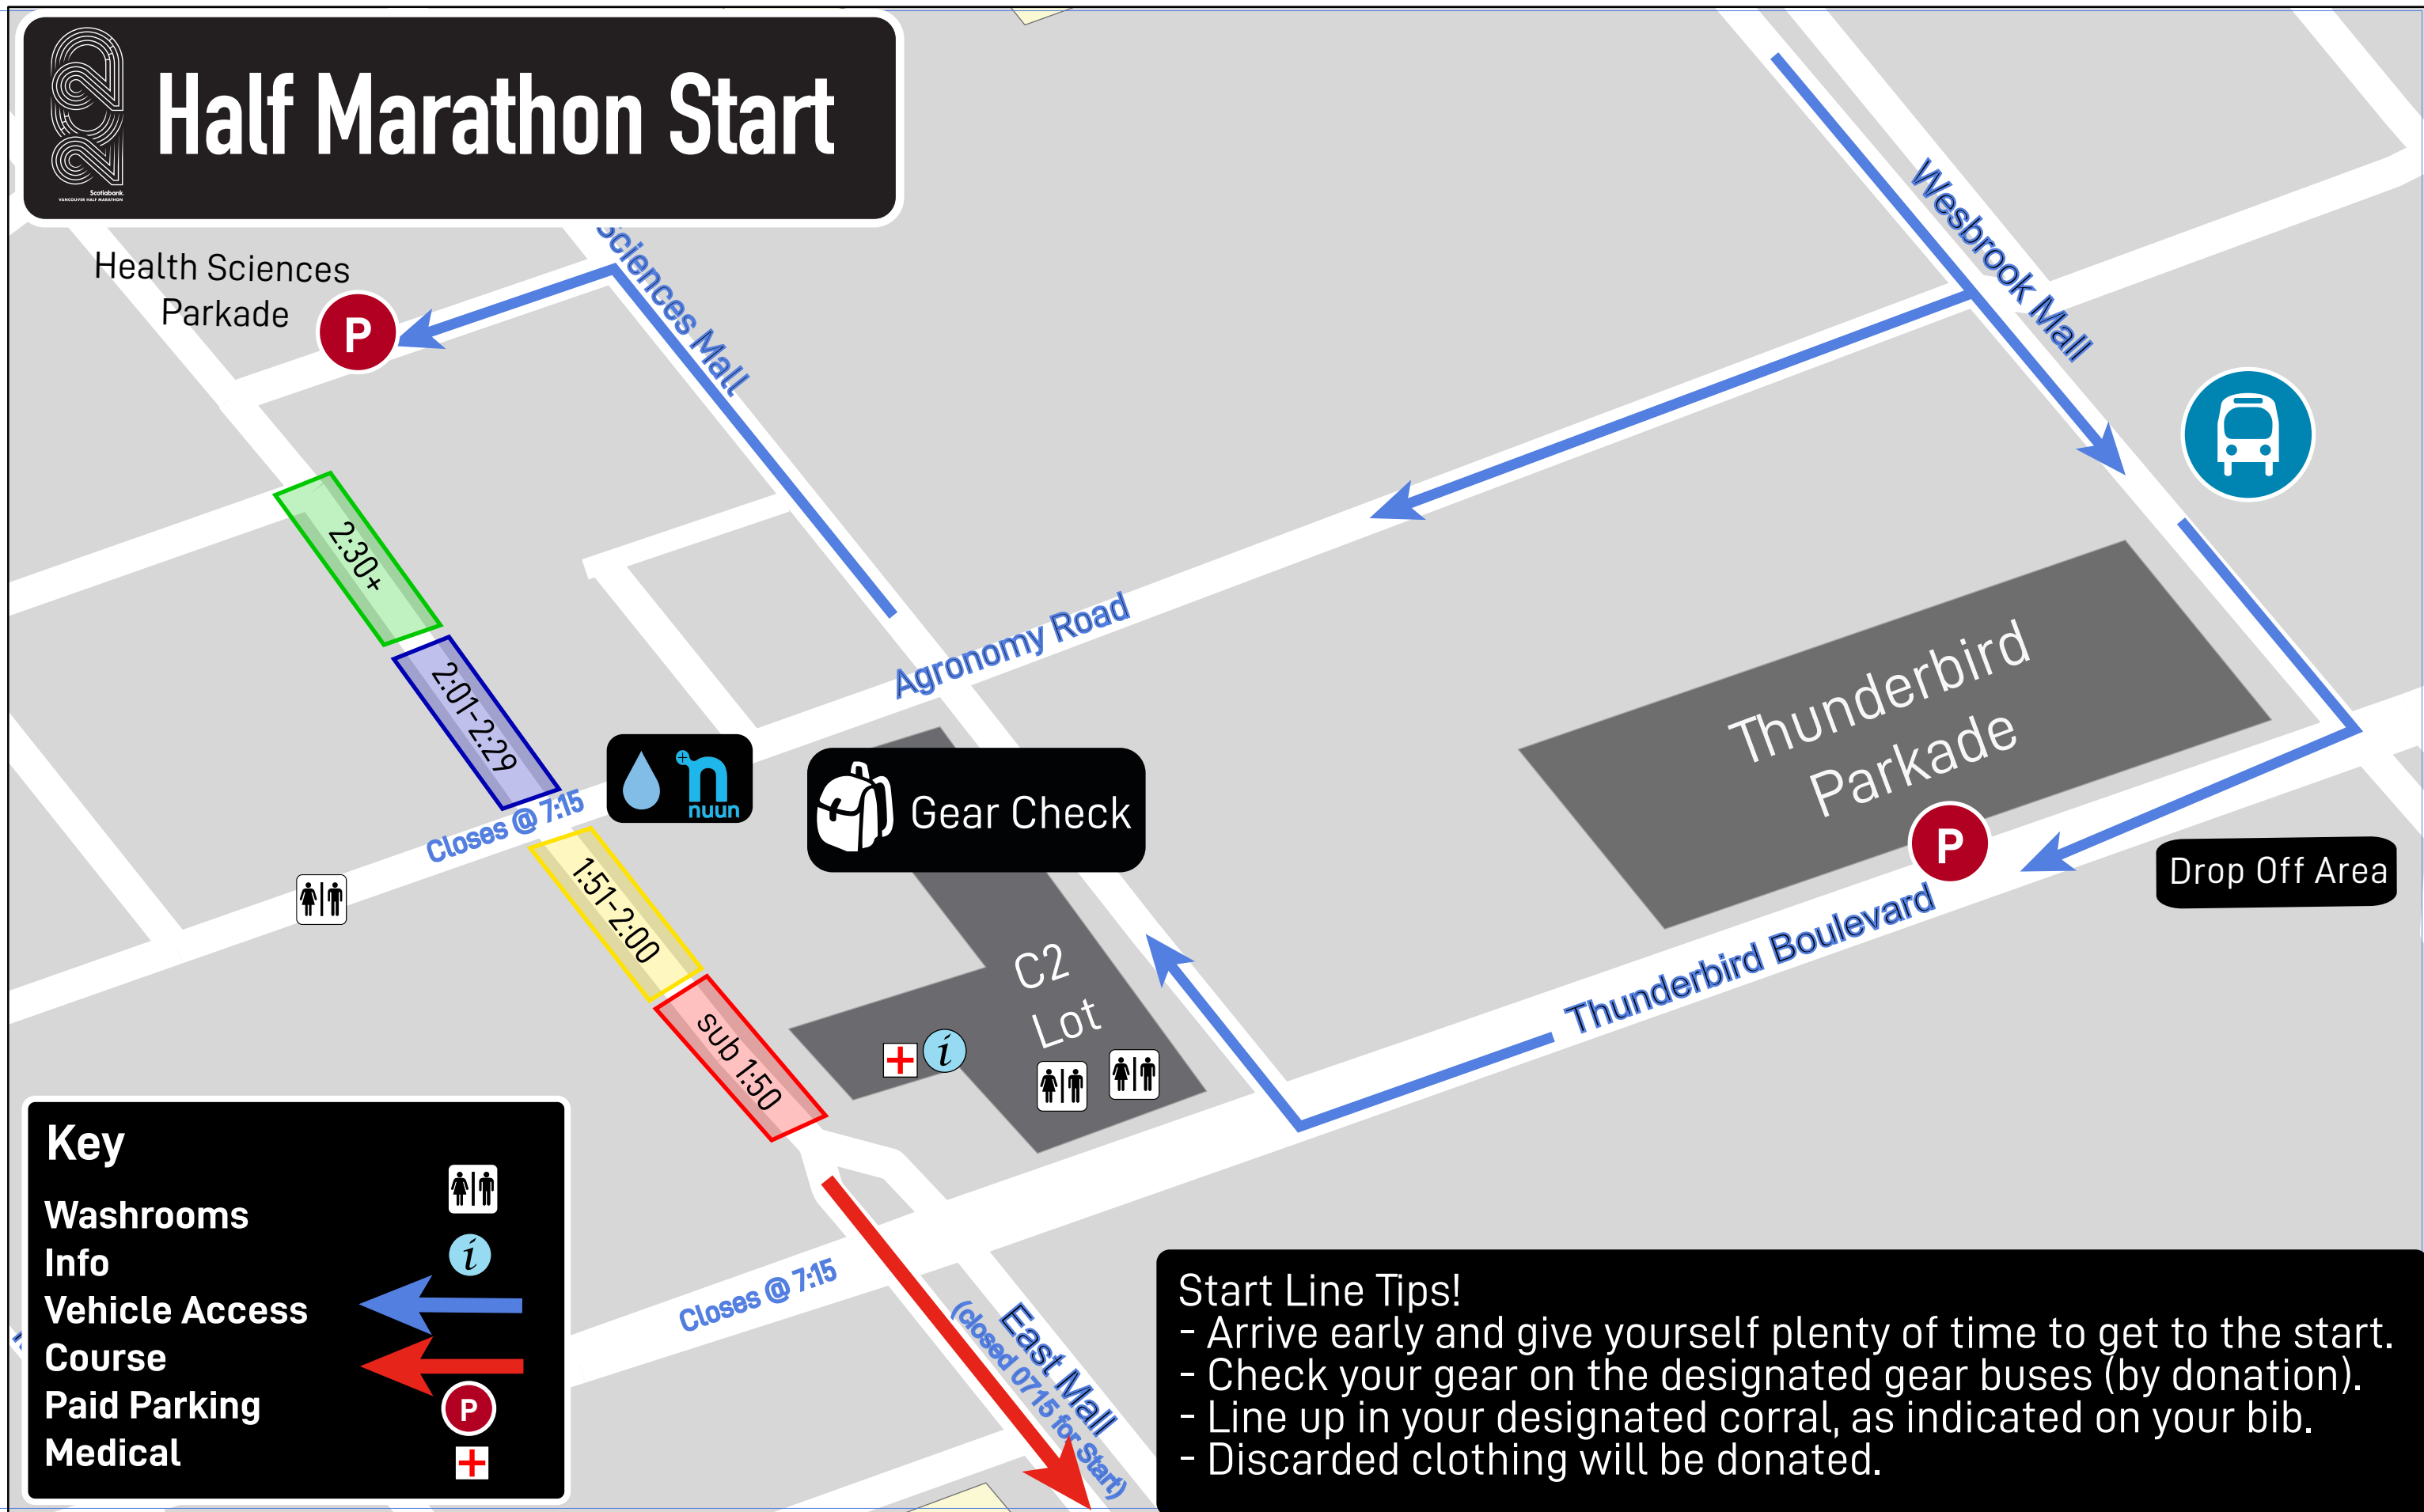 Scotiabank
VANCOUVER HALF MARATHON
Half Marathon Start
Health Sciences
Parkade
P
Sciences Mall
Wesbrook Mall
2:30+
2:01-2:29
Agronomy Road
Thunderbird
Parkade
nuun
Gear Check
Closes @ 7:15
P
Drop Off Area
1:51-2:00
C2
Lot
Thunderbird Boulevard
sub 1:50
i
Closes @ 7:15
East Mall
(closed 0715 for Start)
Key
Washrooms
Info
i
Vehicle Access
Course
Paid Parking
P
Medical
Start Line Tips!
- Arrive early and give yourself plenty of time to get to the start.
- Check your gear on the designated gear buses (by donation).
- Line up in your designated corral, as indicated on your bib.
- Discarded clothing will be donated.